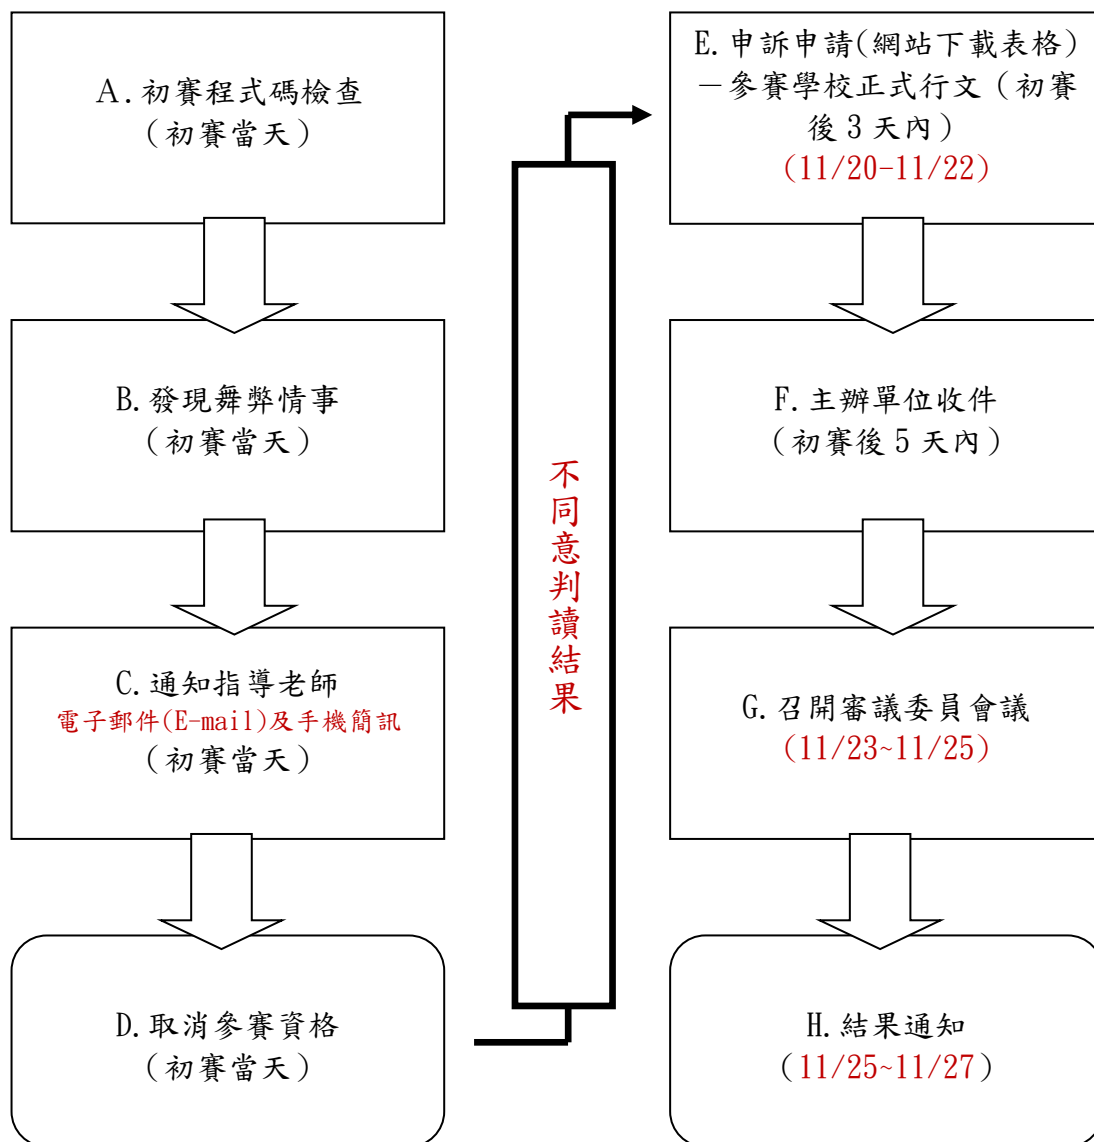 A.初賽程式碼檢查
（初賽當天）
B.發現舞弊情事
（初賽當天）
C.通知指導老師
電子郵件(E-mail)及手機簡訊
（初賽當天）
D.取消參賽資格
（初賽當天）
不同意判讀結果
E.申訴申請(網站下載表格)
－參賽學校正式行文（初賽
後 3 天內）
(11/20-11/22)
F.主辦單位收件
（初賽後 5 天內）
G.召開審議委員會議
(11/23~11/25)
H.結果通知
（11/25~11/27）